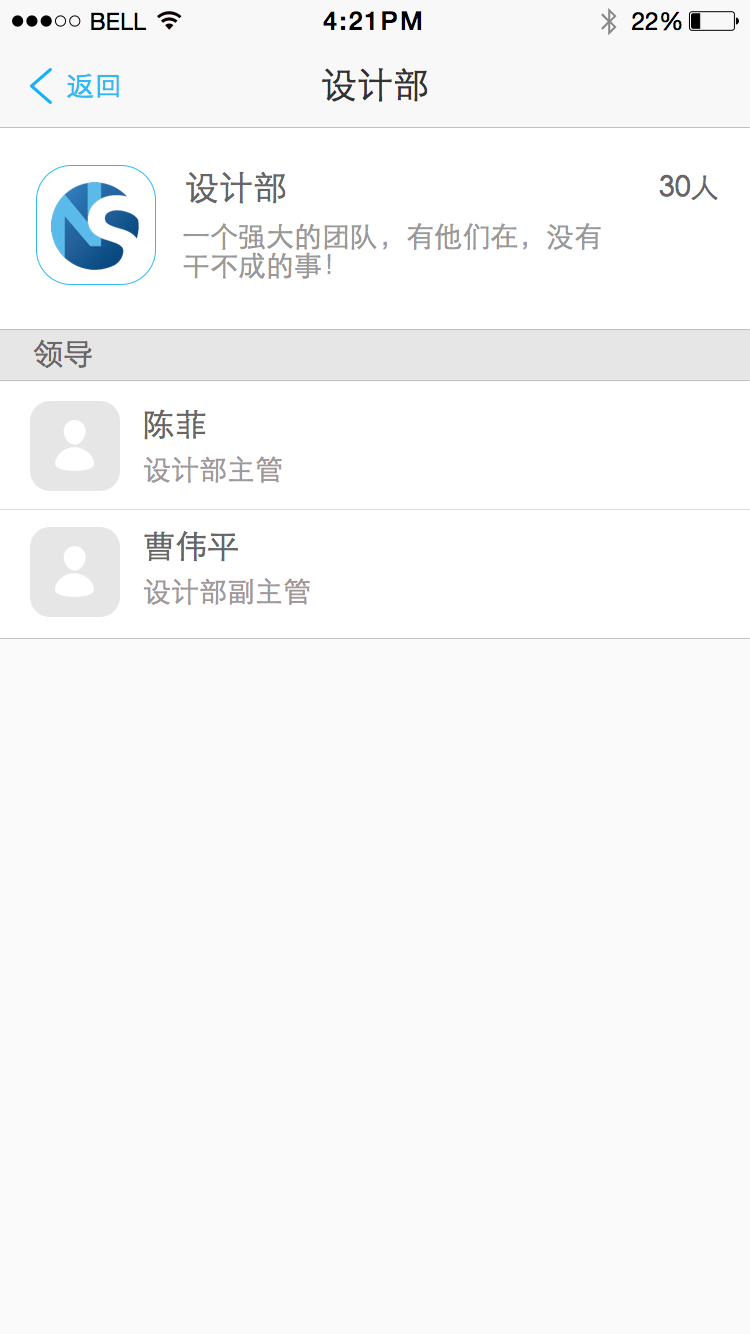 BELL 4:21PM 22%
返回 设计部
设计部 30人
一个强大的团队，有他们在，没有
干不成的事！
领导
陈菲
设计部主管
曹伟平
设计部副主管